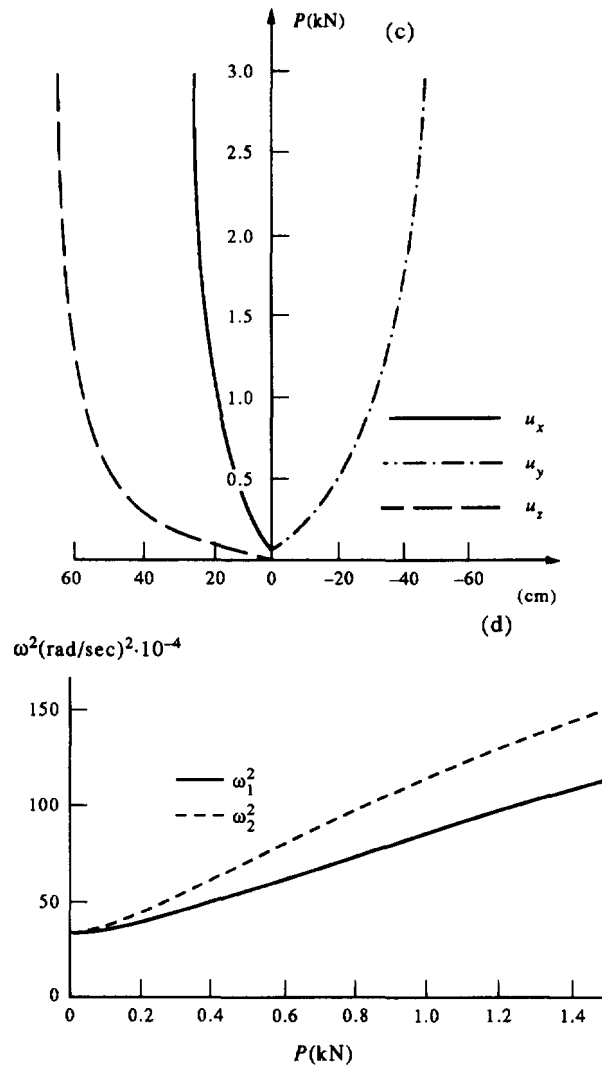 P(kN)
(c)
3.0
2.5
2.0
1.5
1.0
0.5
u_x
u_y
u_z
60 40 20 0 –20 –40 –60
(cm)
(d)
ω²(rad/sec)²·10⁻⁴
150
100
50
0
ω₁²
ω₂²
0 0.2 0.4 0.6 0.8 1.0 1.2 1.4
P(kN)